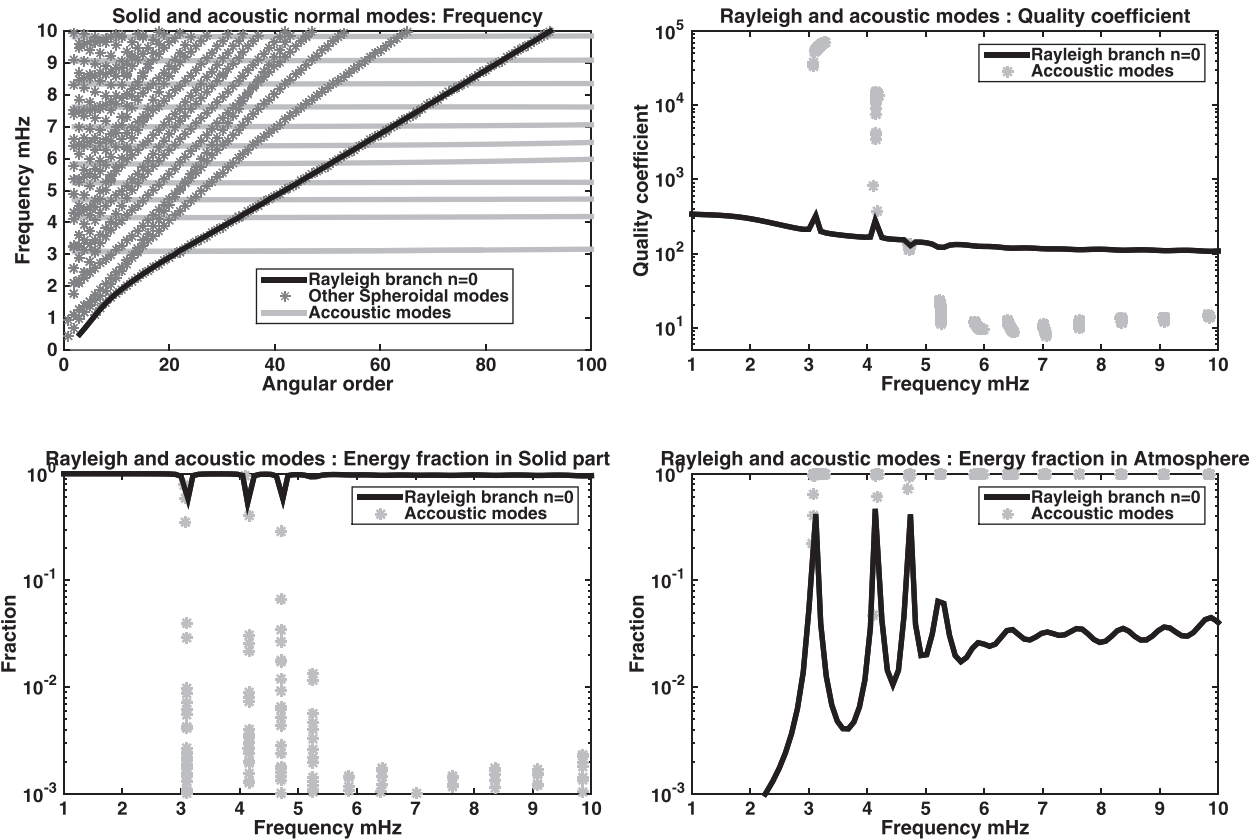 Solid and acoustic normal modes: Frequency
Frequency mHz
10
9
8
7
6
5
4
3
2
1
0
Rayleigh branch n=0
Other Spheroidal modes
Accoustic modes
0 20 40 60 80 100
Angular order
Rayleigh and acoustic modes : Quality coefficient
Quality coefficient
10^5
10^4
10^3
10^2
10^1
Rayleigh branch n=0
Accoustic modes
1 2 3 4 5 6 7 8 9 10
Frequency mHz
Rayleigh and acoustic modes : Energy fraction in Solid part
Fraction
10^0
10^-1
10^-2
10^-3
Rayleigh branch n=0
Accoustic modes
1 2 3 4 5 6 7 8 9 10
Frequency mHz
Rayleigh and acoustic modes : Energy fraction in Atmosphere
Fraction
10^0
10^-1
10^-2
10^-3
Rayleigh branch n=0
Accoustic modes
1 2 3 4 5 6 7 8 9 10
Frequency mHz